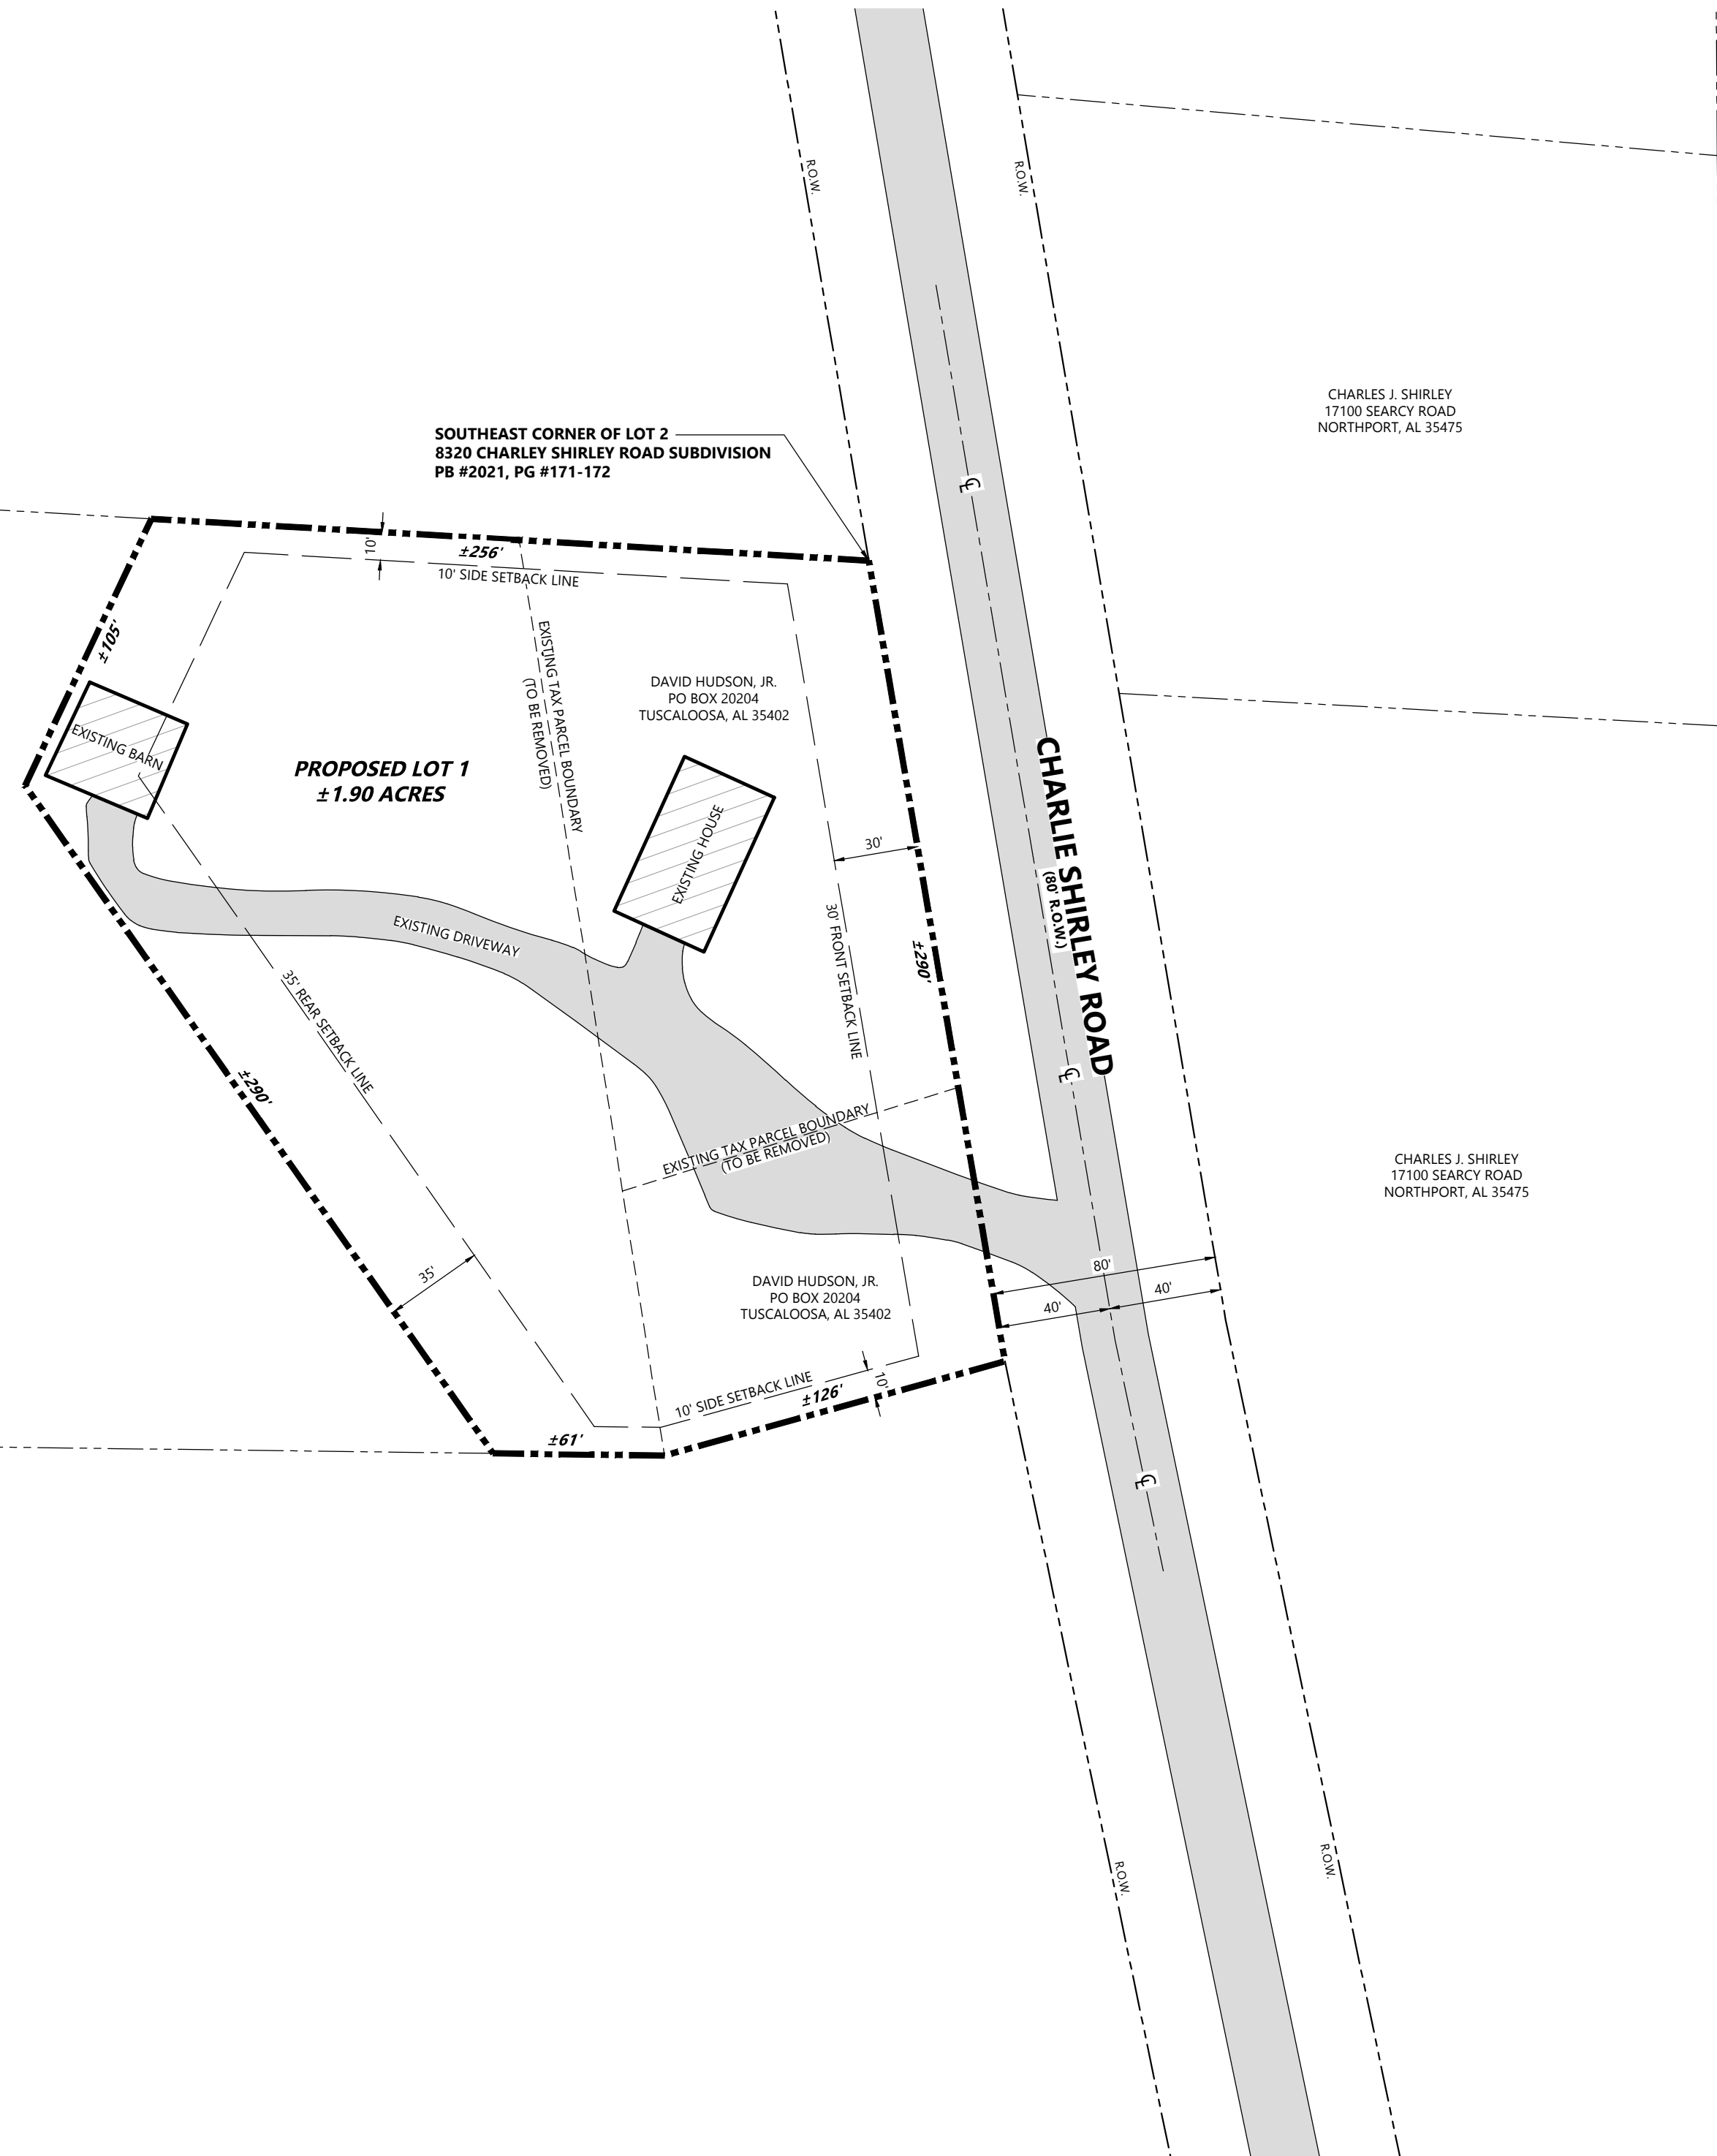 R.O.W.
R.O.W.
CHARLES J. SHIRLEY
17100 SEARCY ROAD
NORTHPORT, AL 35475
SOUTHEAST CORNER OF LOT 2
8320 CHARLEY SHIRLEY ROAD SUBDIVISION
PB #2021, PG #171-172
℄
10'
±256'
10' SIDE SETBACK LINE
±105'
EXISTING TAX PARCEL BOUNDARY
(TO BE REMOVED)
DAVID HUDSON, JR.
PO BOX 20204
TUSCALOOSA, AL 35402
EXISTING BARN
PROPOSED LOT 1
±1.90 ACRES
EXISTING HOUSE
30'
CHARLIE SHIRLEY ROAD
(80' R.O.W.)
EXISTING DRIVEWAY
30' FRONT SETBACK LINE
±290'
35' REAR SETBACK LINE
±290'
℄
EXISTING TAX PARCEL BOUNDARY
(TO BE REMOVED)
CHARLES J. SHIRLEY
17100 SEARCY ROAD
NORTHPORT, AL 35475
35'
80'
40'
40'
DAVID HUDSON, JR.
PO BOX 20204
TUSCALOOSA, AL 35402
10' SIDE SETBACK LINE
10'
±126'
±61'
℄
R.O.W.
R.O.W.